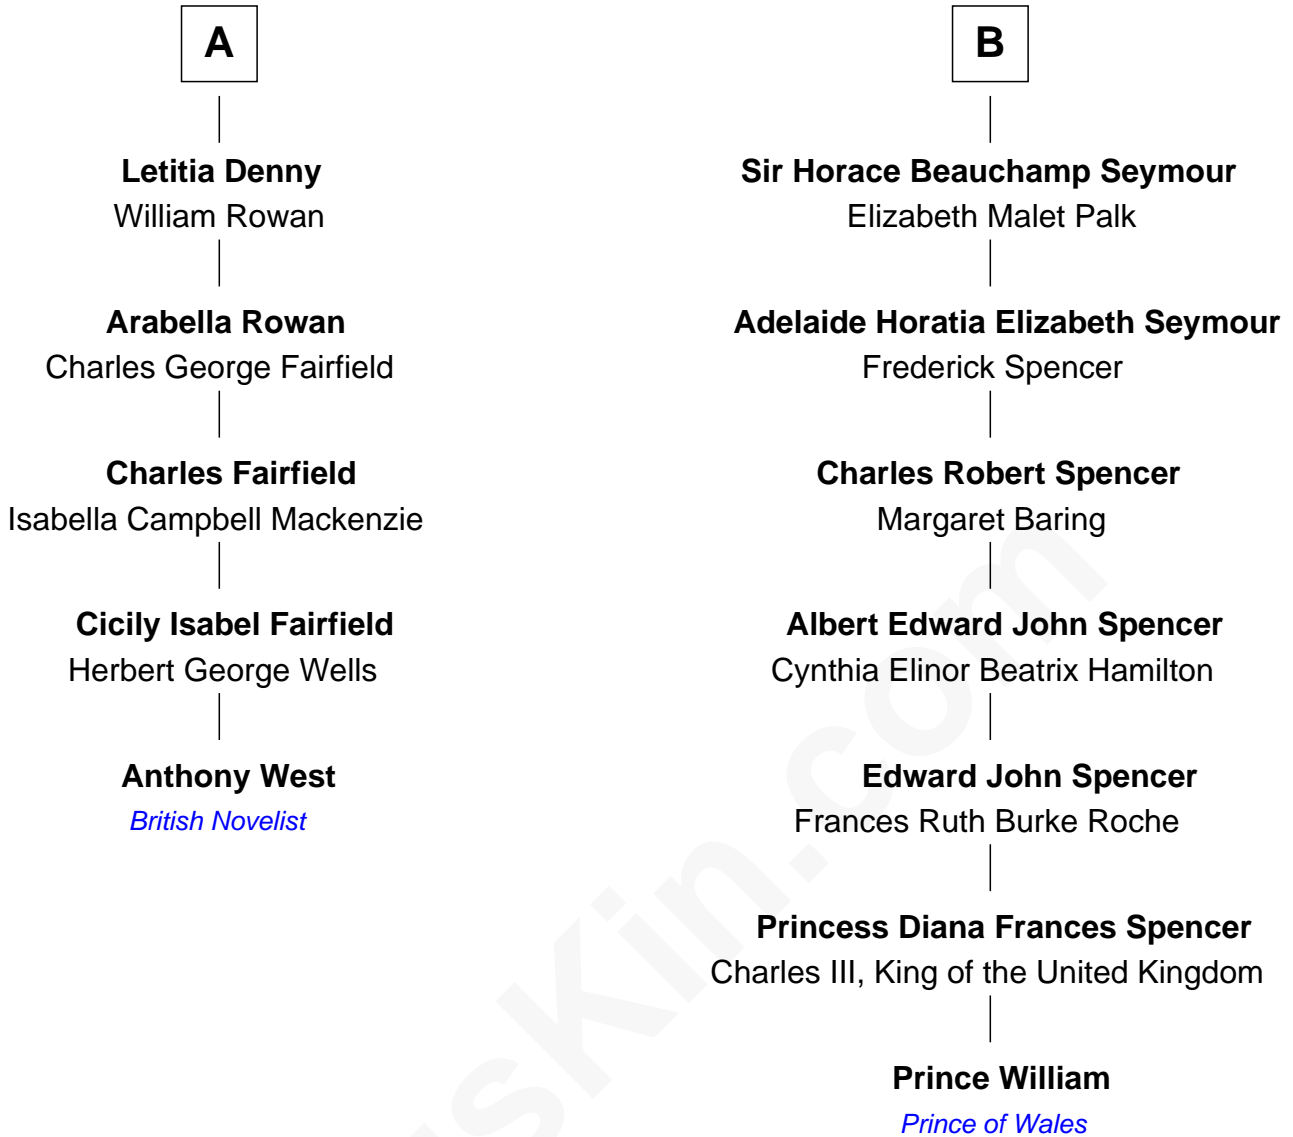 A
Letitia Denny
William Rowan
Arabella Rowan
Charles George Fairfield
Charles Fairfield
Isabella Campbell Mackenzie
Cicily Isabel Fairfield
Herbert George Wells
Anthony West
British Novelist
B
Sir Horace Beauchamp Seymour
Elizabeth Malet Palk
Adelaide Horatia Elizabeth Seymour
Frederick Spencer
Charles Robert Spencer
Margaret Baring
Albert Edward John Spencer
Cynthia Elinor Beatrix Hamilton
Edward John Spencer
Frances Ruth Burke Roche
Princess Diana Frances Spencer
Charles III, King of the United Kingdom
Prince William
Prince of Wales